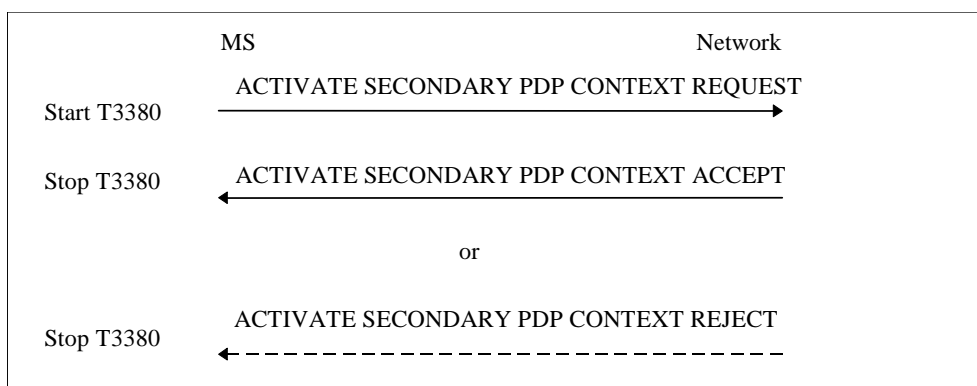 MS Network
ACTIVATE SECONDARY PDP CONTEXT REQUEST
Start T3380
Stop T3380 ACTIVATE SECONDARY PDP CONTEXT ACCEPT
or
ACTIVATE SECONDARY PDP CONTEXT REJECT
Stop T3380